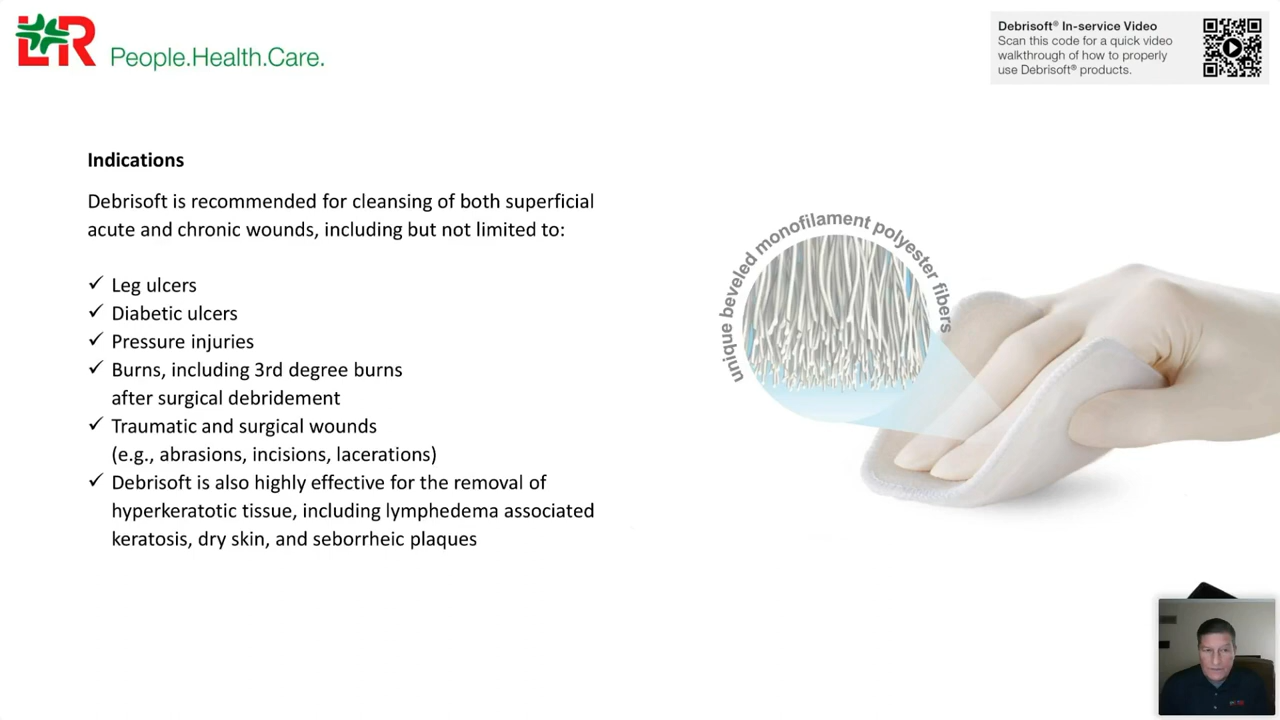 L&R
People.Health.Care.
Debrisoft® In-service Video
Scan this code for a quick video
walkthrough of how to properly
use Debrisoft® products.
Indications
Debrisoft is recommended for cleansing of both superficial
acute and chronic wounds, including but not limited to:
✓ Leg ulcers
✓ Diabetic ulcers
✓ Pressure injuries
✓ Burns, including 3rd degree burns
after surgical debridement
✓ Traumatic and surgical wounds
(e.g., abrasions, incisions, lacerations)
✓ Debrisoft is also highly effective for the removal of
hyperkeratotic tissue, including lymphedema associated
keratosis, dry skin, and seborrheic plaques
unique beveled monofilament polyester fibers